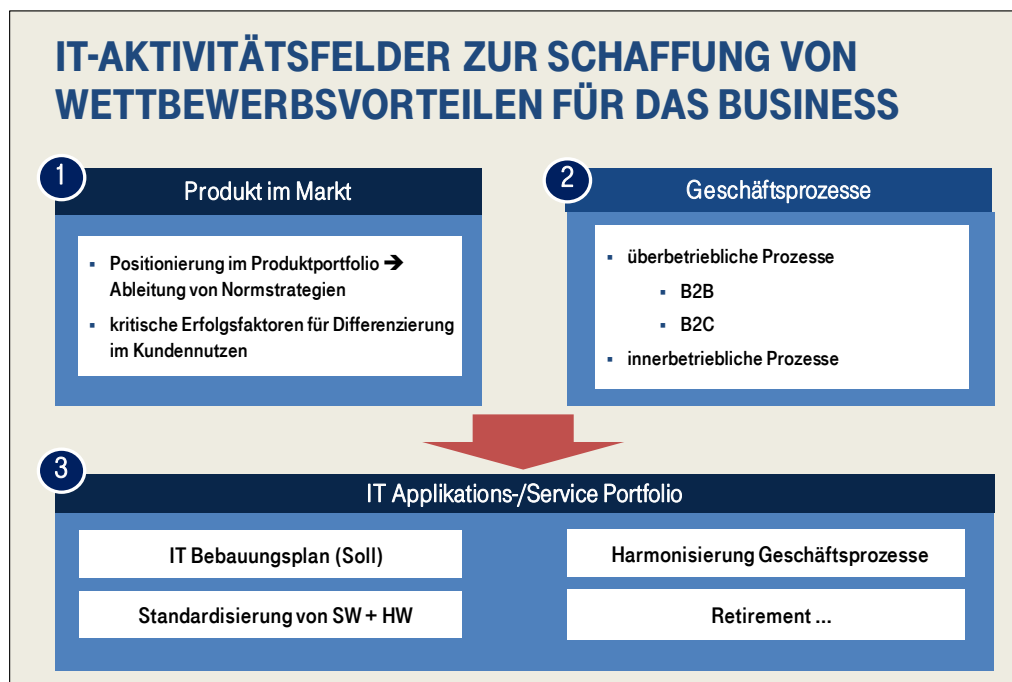 IT-AKTIVITÄTSFELDER ZUR SCHAFFUNG VON
WETTBEWERBSVORTEILEN FÜR DAS BUSINESS
1
Produkt im Markt
▪ Positionierung im Produktportfolio ➔
Ableitung von Normstrategien
▪ kritische Erfolgsfaktoren für Differenzierung
im Kundennutzen
2
Geschäftsprozesse
▪ überbetriebliche Prozesse
▪ B2B
▪ B2C
▪ innerbetriebliche Prozesse
3
IT Applikations-/Service Portfolio
IT Bebauungsplan (Soll)
Harmonisierung Geschäftsprozesse
Standardisierung von SW + HW
Retirement ...